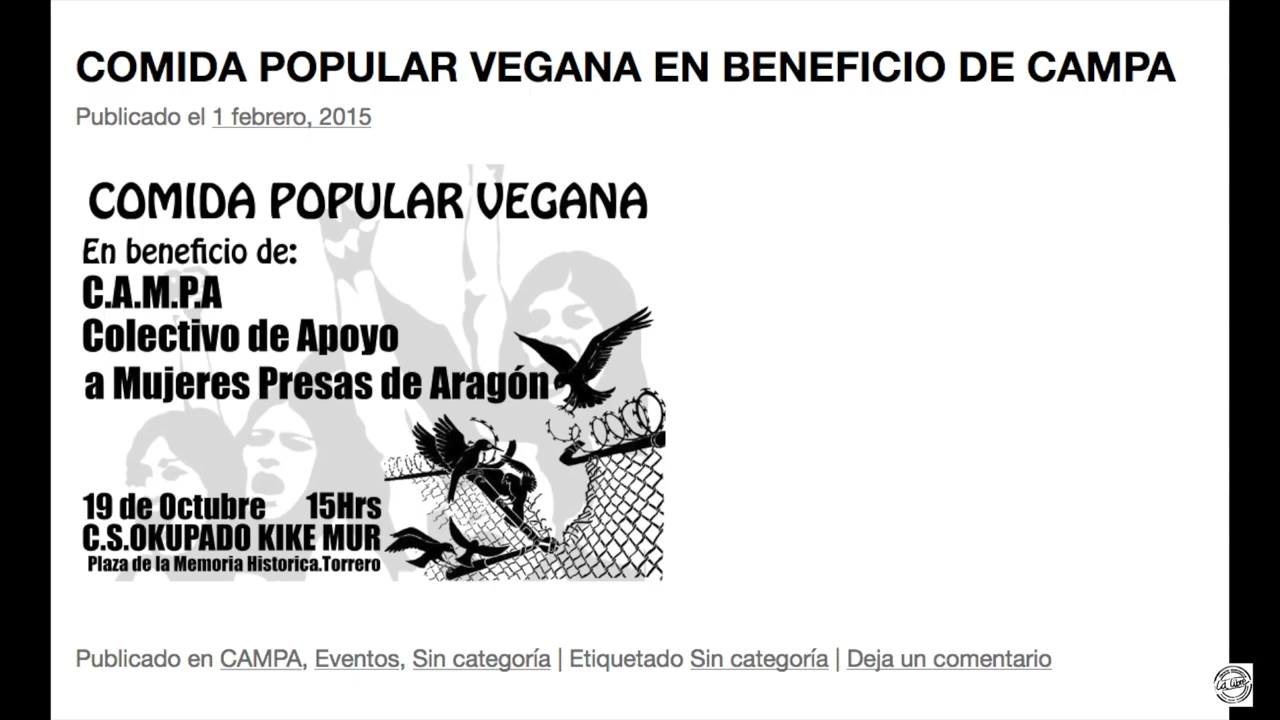 COMIDA POPULAR VEGANA EN BENEFICIO DE CAMPA
Publicado el 1 febrero, 2015
COMIDA POPULAR VEGANA
En beneficio de:
C.A.M.P.A
Colectivo de Apoyo
a Mujeres Presas de Aragón
19 de Octubre 15Hrs
C.S.OKUPADO KIKE MUR
Plaza de la Memoria Historica.Torrero
Publicado en CAMPA, Eventos, Sin categoría | Etiquetado Sin categoría | Deja un comentario